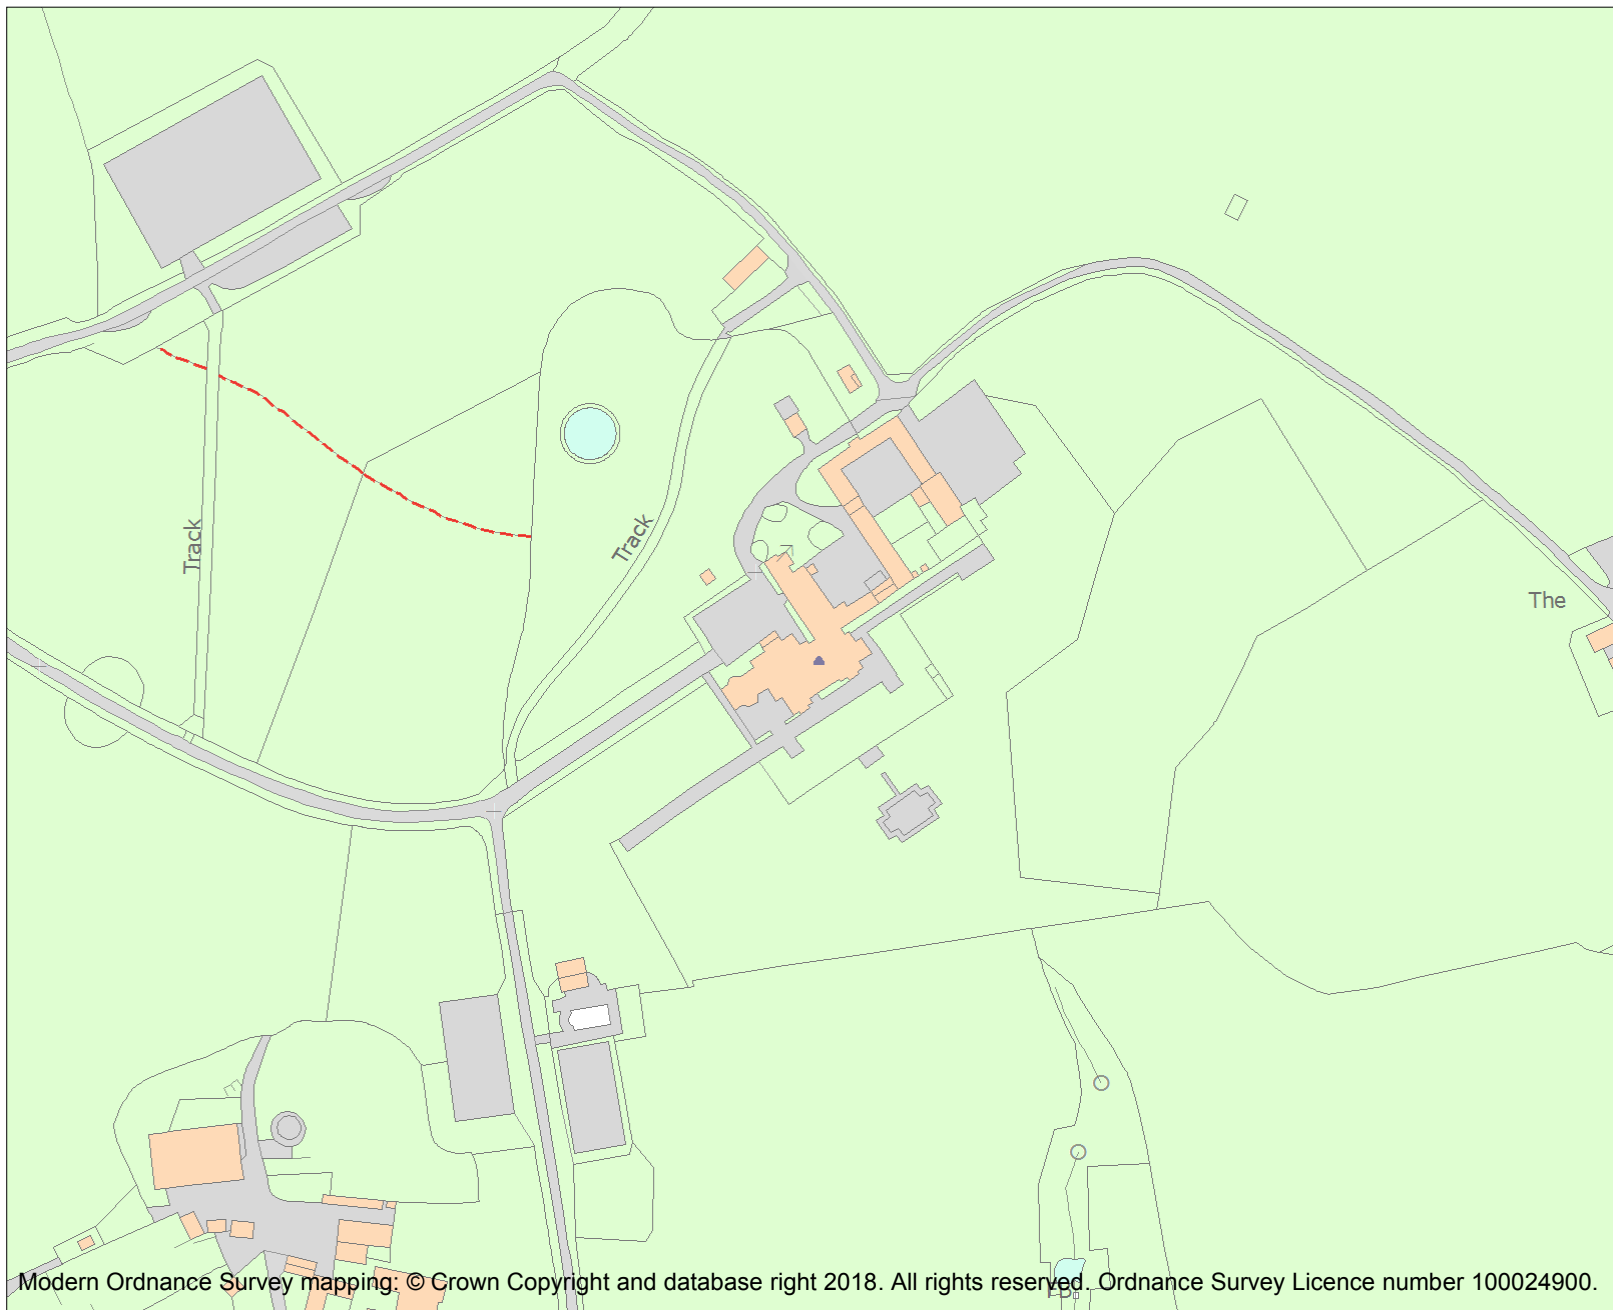 Track
Track
The
FB
Modern Ordnance Survey mapping: © Crown Copyright and database right 2018. All rights reserved. Ordnance Survey Licence number 100024900.